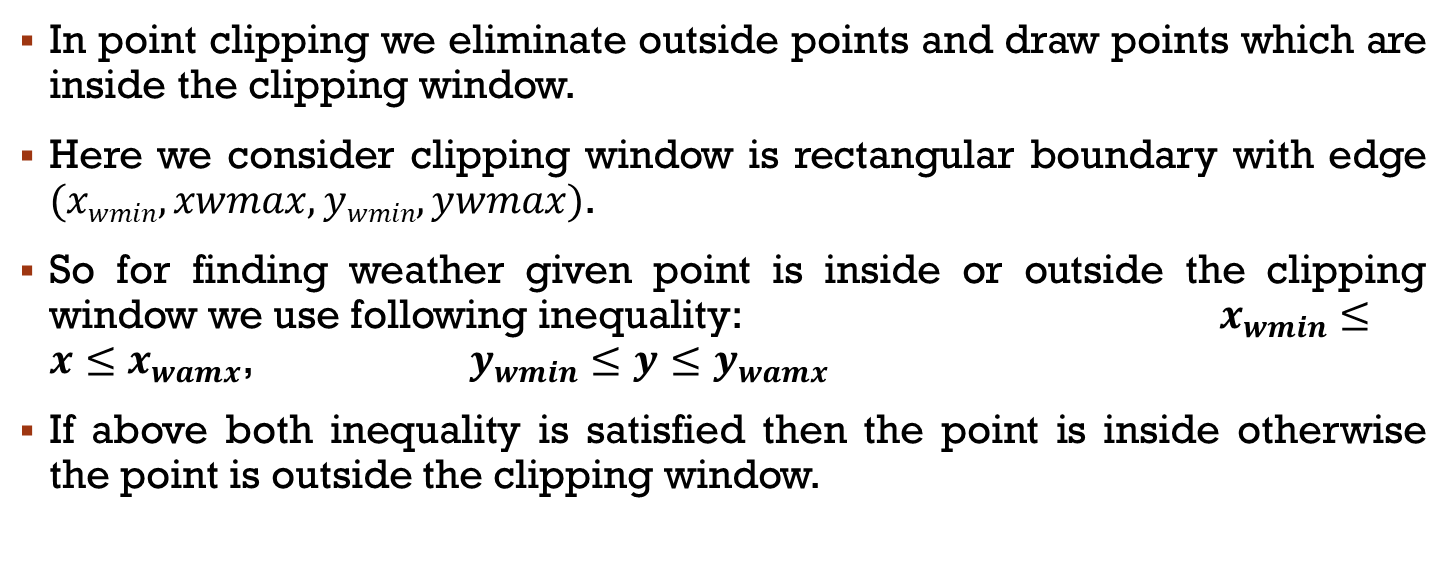 ▪ In point clipping we eliminate outside points and draw points which are
inside the clipping window.
▪ Here we consider clipping window is rectangular boundary with edge
(x_wmin, xwmax, y_wmin, ywmax).
▪ So for finding weather given point is inside or outside the clipping
window we use following inequality: x_wmin ≤
x ≤ x_wamx, y_wmin ≤ y ≤ y_wamx
▪ If above both inequality is satisfied then the point is inside otherwise
the point is outside the clipping window.